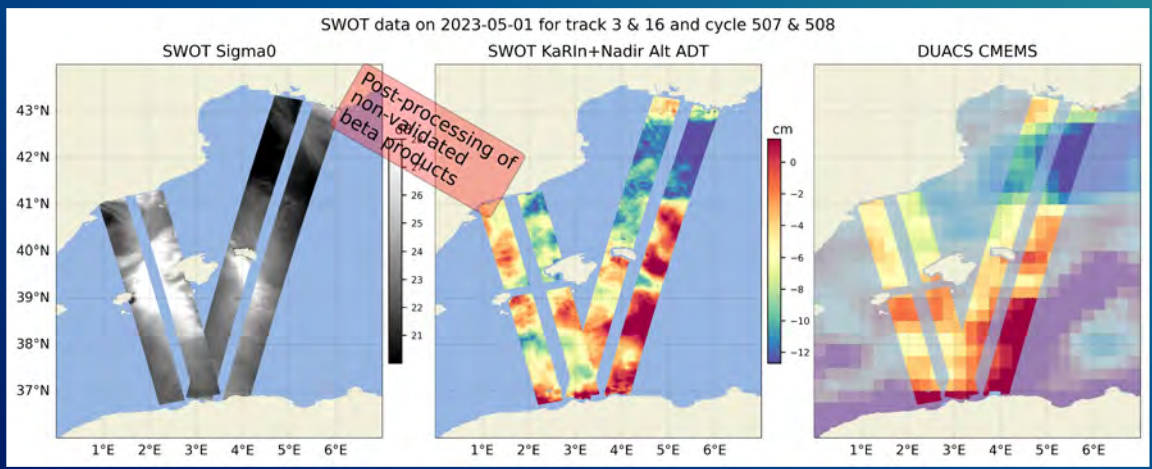 SWOT data on 2023-05-01 for track 3 & 16 and cycle 507 & 508
SWOT Sigma0
SWOT KaRIn+Nadir Alt ADT
DUACS CMEMS
Post-processing of
non-validated
beta products
43°N
42°N
41°N
40°N
39°N
38°N
37°N
26
25
24
23
22
21
cm
0
−2
−4
−6
−8
−10
−12
1°E 2°E 3°E 4°E 5°E 6°E
1°E 2°E 3°E 4°E 5°E 6°E
1°E 2°E 3°E 4°E 5°E 6°E